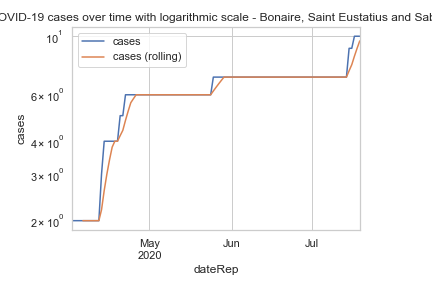 OVID-19 cases over time with logarithmic scale - Bonaire, Saint Eustatius and Sab
cases
cases (rolling)
10¹
6 × 10⁰
4 × 10⁰
3 × 10⁰
2 × 10⁰
cases
May
2020
Jun
Jul
dateRep